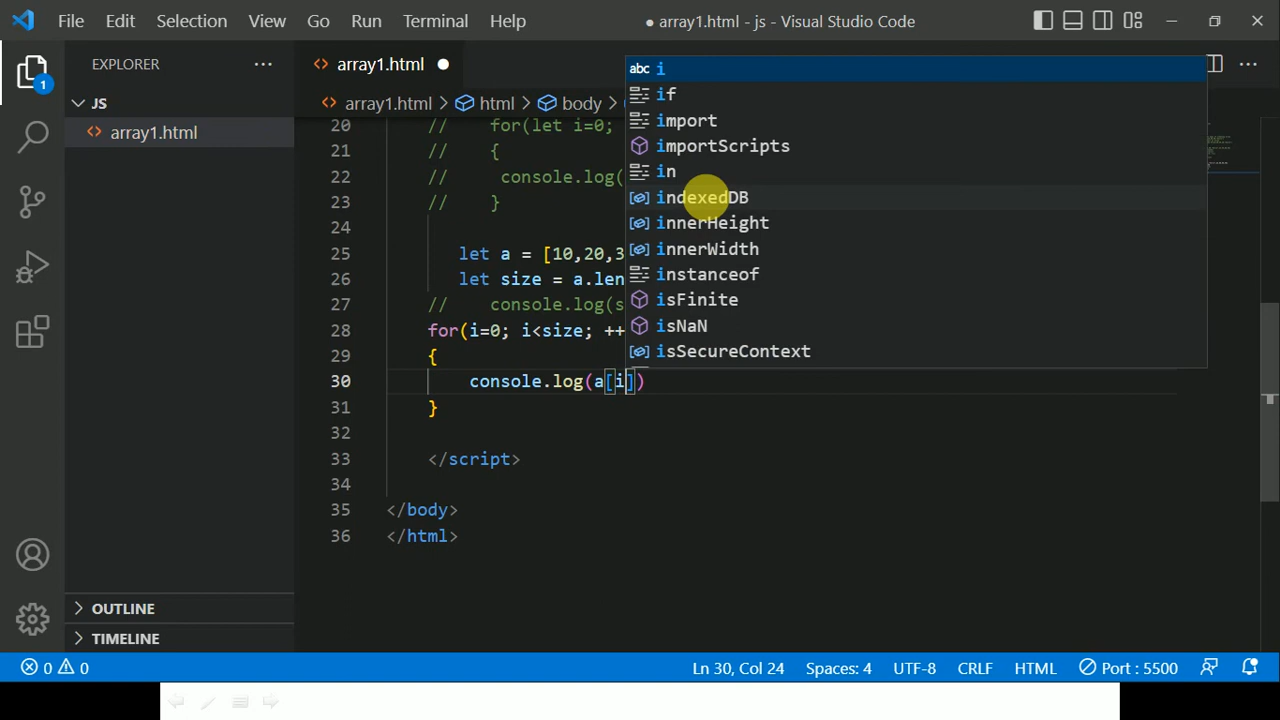 File Edit Selection View Go Run Terminal Help ● array1.html - js - Visual Studio Code
EXPLORER ··· <> array1.html ●
1
JS
<> array1.html
<> array1.html > html > body >
abc i
if
import
importScripts
in
indexedDB
innerHeight
innerWidth
instanceof
isFinite
isNaN
isSecureContext
20 // for(let i=0;
21 // {
22 // console.log(
23 // }
24
25 let a = [10,20,3
26 let size = a.len
27 // console.log(s
28 for(i=0; i<size; ++
29 {
30 console.log(a[i])
31 }
32
33 </script>
34
35 </body>
36 </html>
OUTLINE
TIMELINE
0 0 Ln 30, Col 24 Spaces: 4 UTF-8 CRLF HTML Port : 5500